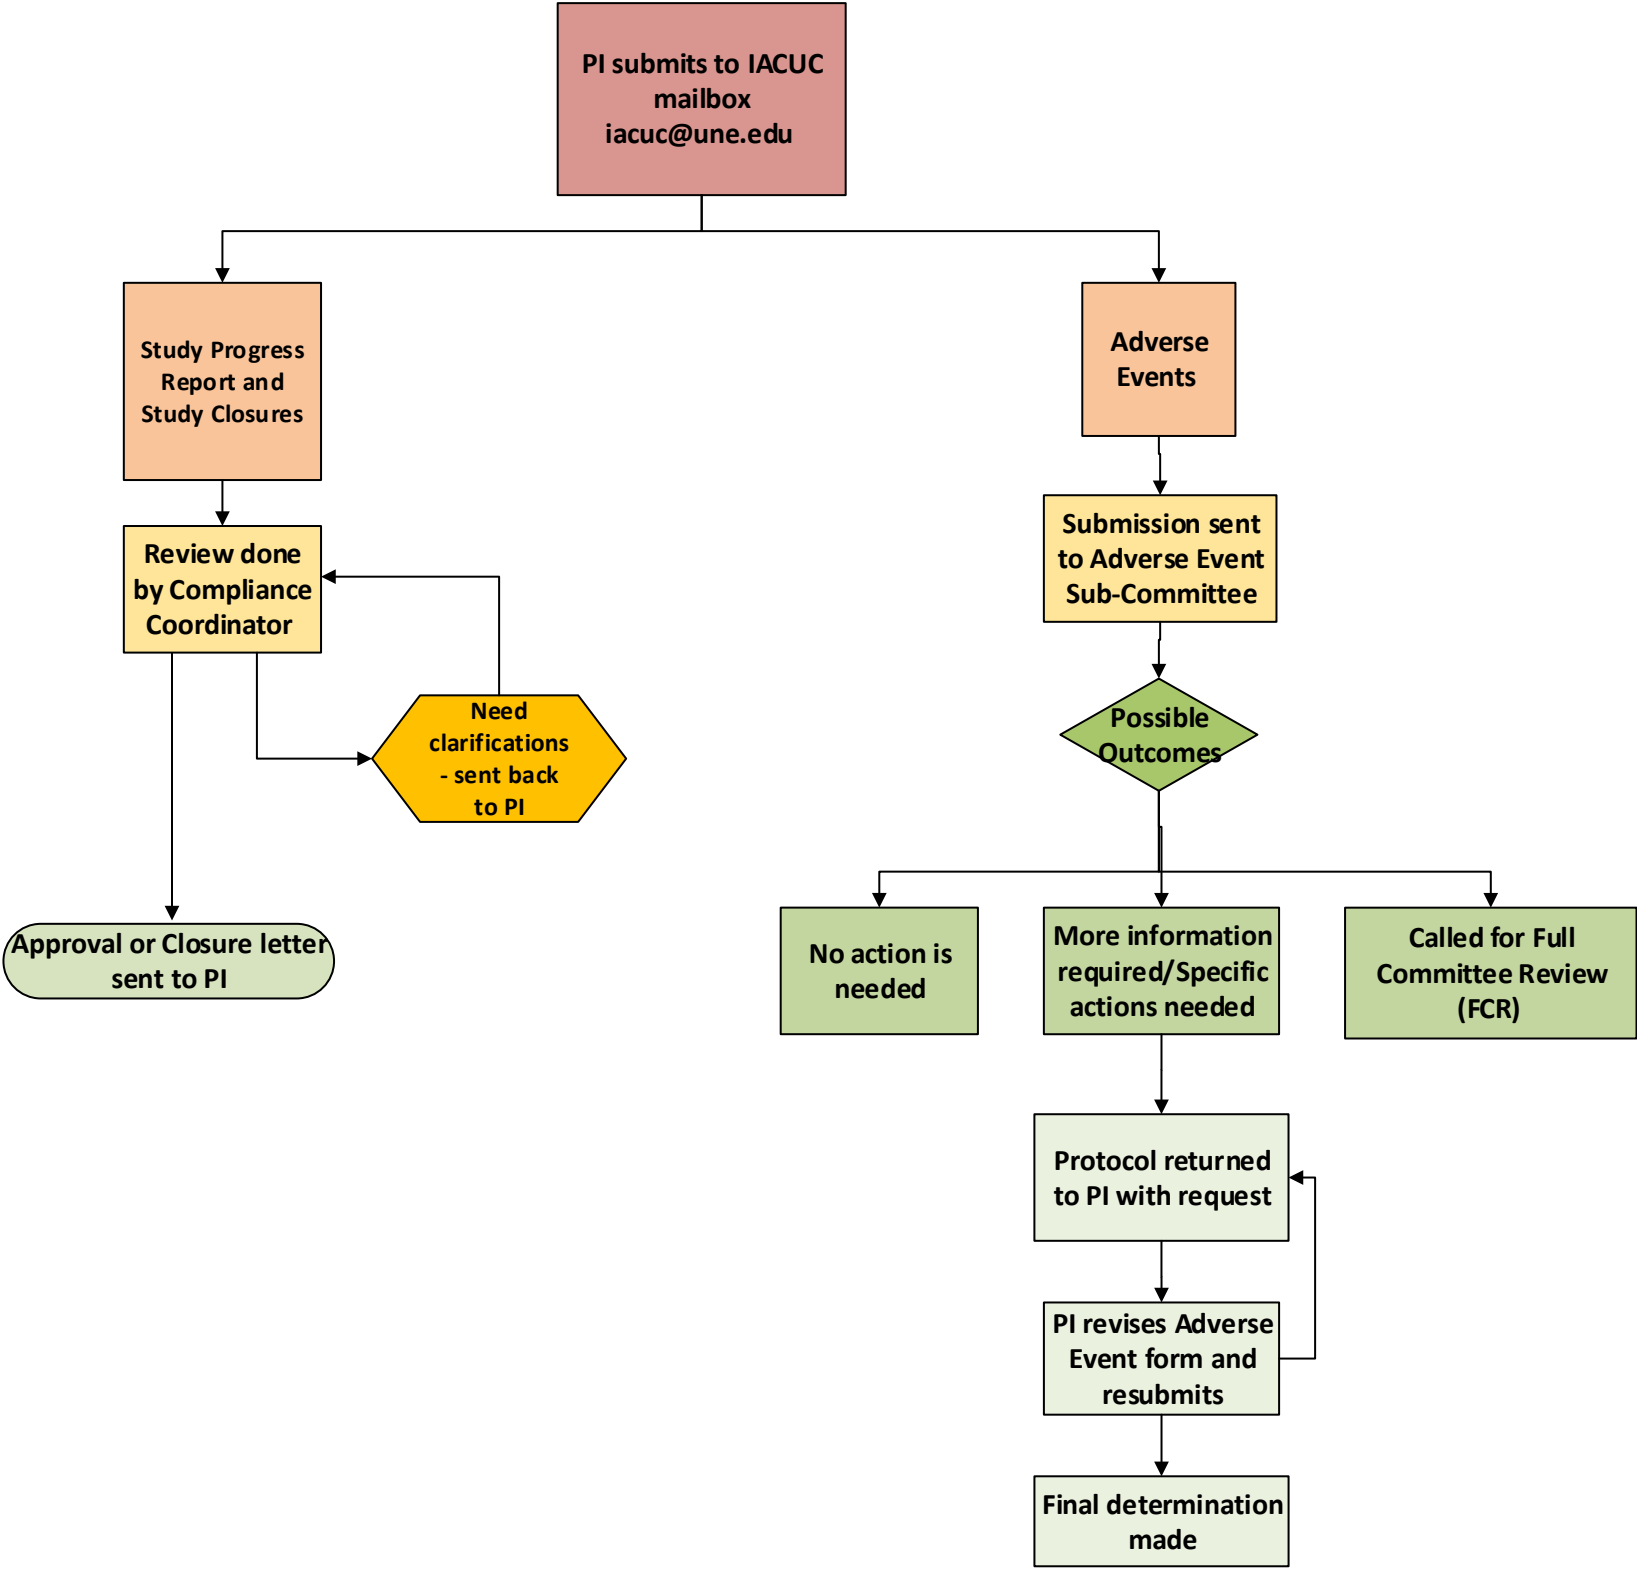 PI submits to IACUC
mailbox
iacuc@une.edu
Study Progress
Report and
Study Closures
Adverse
Events
Review done
by Compliance
Coordinator
Submission sent
to Adverse Event
Sub-Committee
Need
clarifications
- sent back
to PI
Possible
Outcomes
Approval or Closure letter
sent to PI
No action is
needed
More information
required/Specific
actions needed
Called for Full
Committee Review
(FCR)
Protocol returned
to PI with request
PI revises Adverse
Event form and
resubmits
Final determination
made